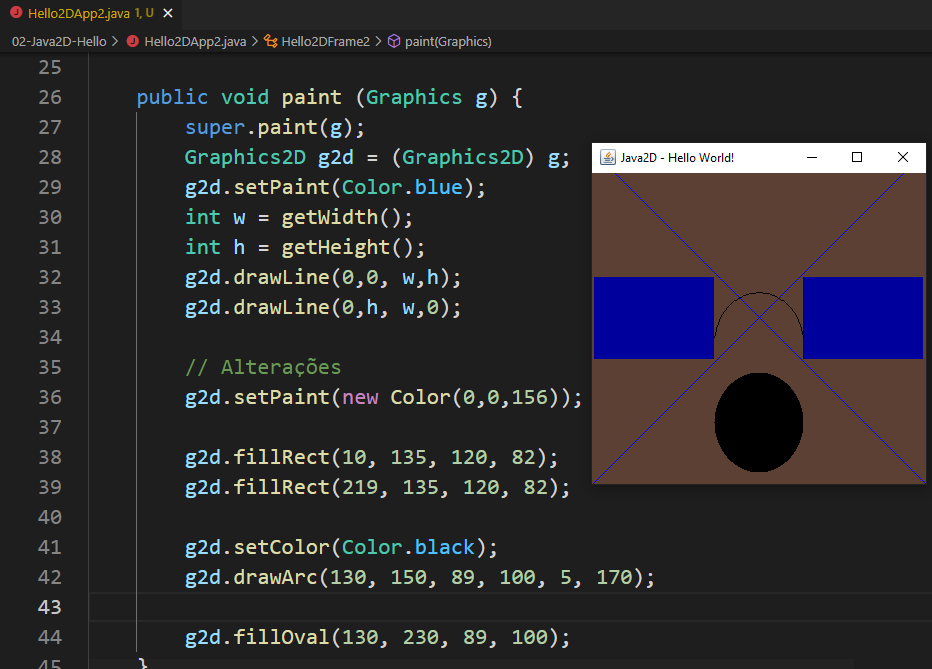 Hello2DApp2.java 1, U
02-Java2D-Hello > Hello2DApp2.java > Hello2DFrame2 > paint(Graphics)
25
26 public void paint (Graphics g) {
27 super.paint(g);
28 Graphics2D g2d = (Graphics2D) g;
29 g2d.setPaint(Color.blue);
30 int w = getWidth();
31 int h = getHeight();
32 g2d.drawLine(0,0, w,h);
33 g2d.drawLine(0,h, w,0);
34
35 // Alterações
36 g2d.setPaint(new Color(0,0,156));
37
38 g2d.fillRect(10, 135, 120, 82);
39 g2d.fillRect(219, 135, 120, 82);
40
41 g2d.setColor(Color.black);
42 g2d.drawArc(130, 150, 89, 100, 5, 170);
43
44 g2d.fillOval(130, 230, 89, 100);
45 }
Java2D - Hello World!